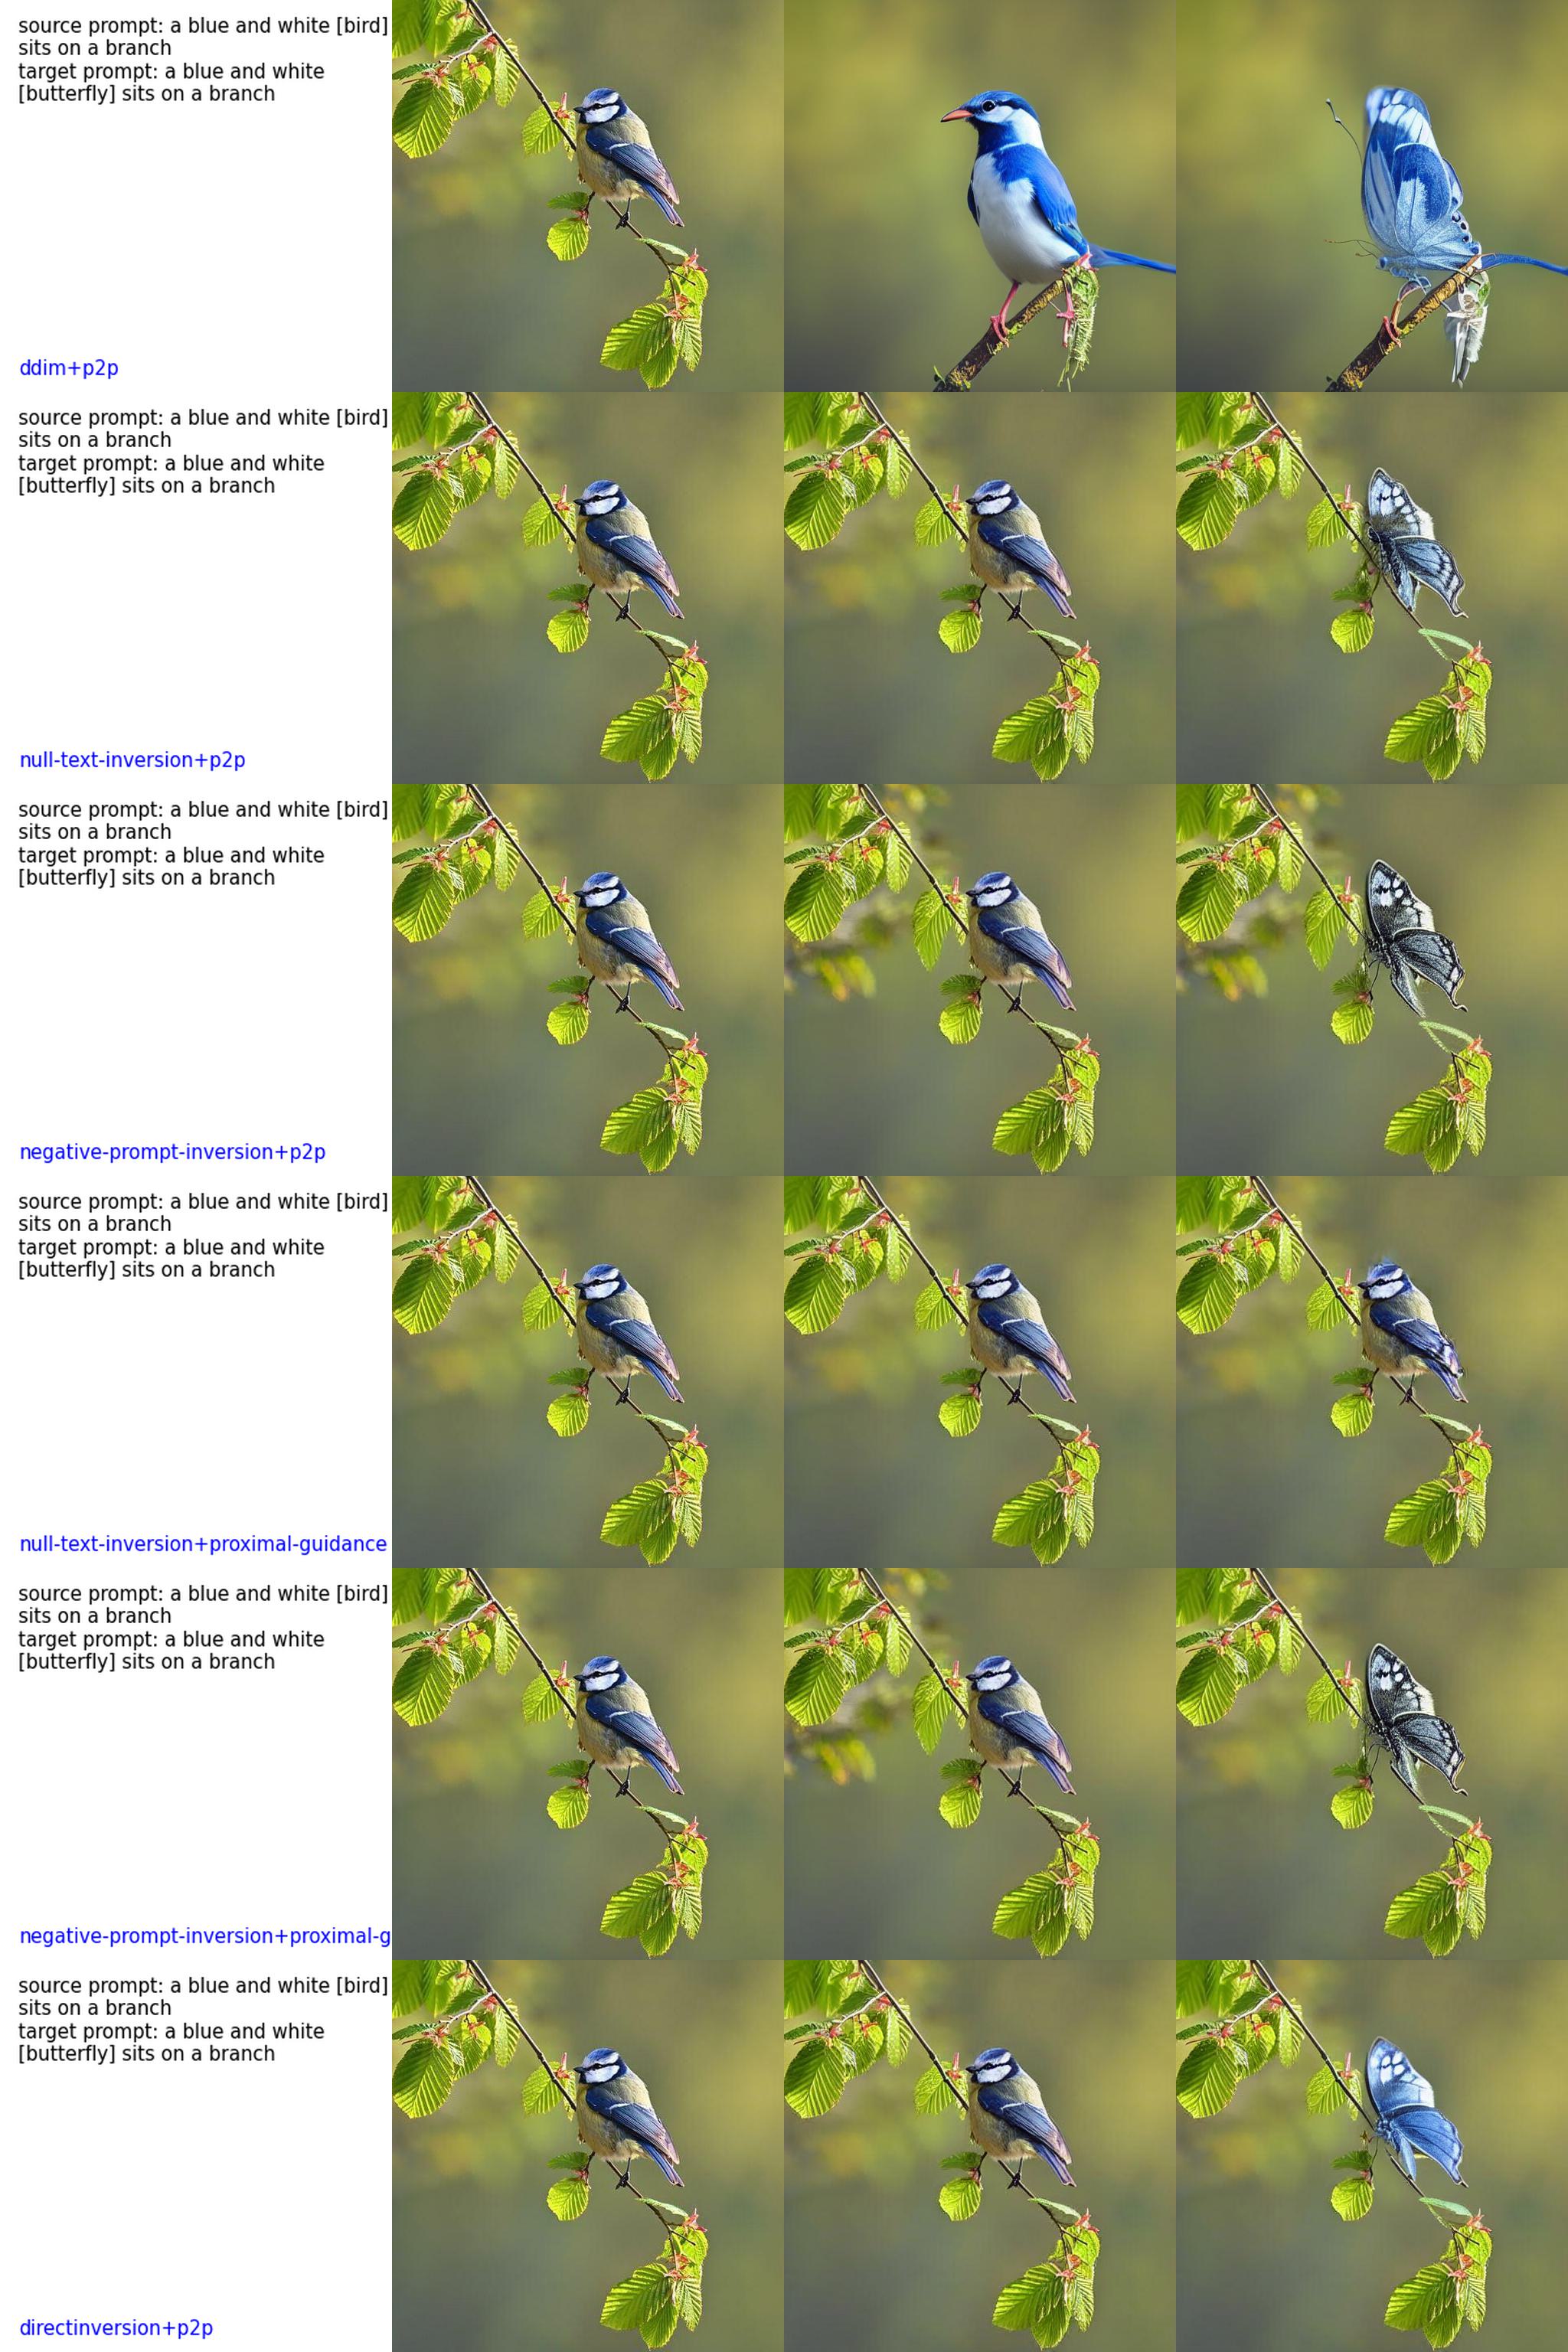 source prompt: a blue and white [bird]
sits on a branch
target prompt: a blue and white
[butterfly] sits on a branch
ddim+p2p
source prompt: a blue and white [bird]
sits on a branch
target prompt: a blue and white
[butterfly] sits on a branch
null-text-inversion+p2p
source prompt: a blue and white [bird]
sits on a branch
target prompt: a blue and white
[butterfly] sits on a branch
negative-prompt-inversion+p2p
source prompt: a blue and white [bird]
sits on a branch
target prompt: a blue and white
[butterfly] sits on a branch
null-text-inversion+proximal-guidance
source prompt: a blue and white [bird]
sits on a branch
target prompt: a blue and white
[butterfly] sits on a branch
negative-prompt-inversion+proximal-g
source prompt: a blue and white [bird]
sits on a branch
target prompt: a blue and white
[butterfly] sits on a branch
directinversion+p2p